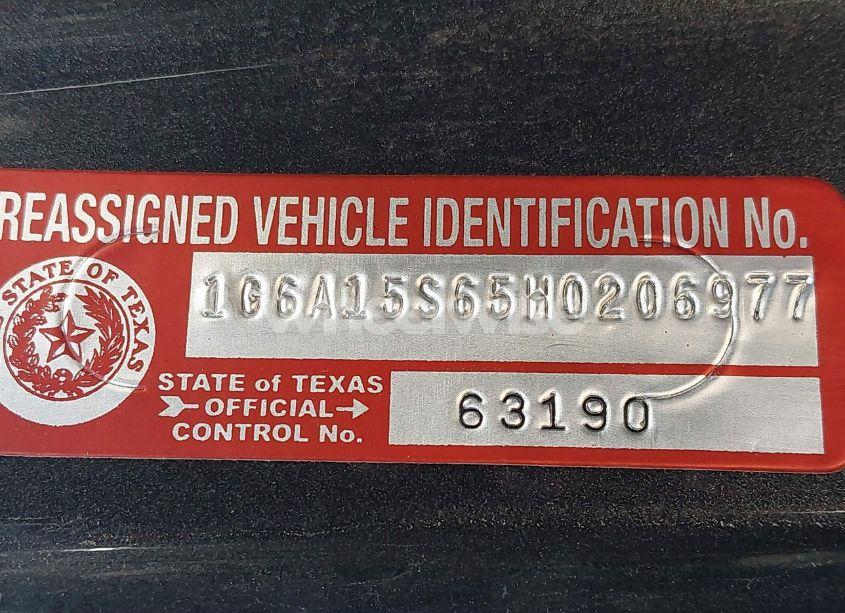 REASSIGNED VEHICLE IDENTIFICATION No.
STATE OF TEXAS
1G6A15S65H0206977
STATE of TEXAS
OFFICIAL
CONTROL No.
63190